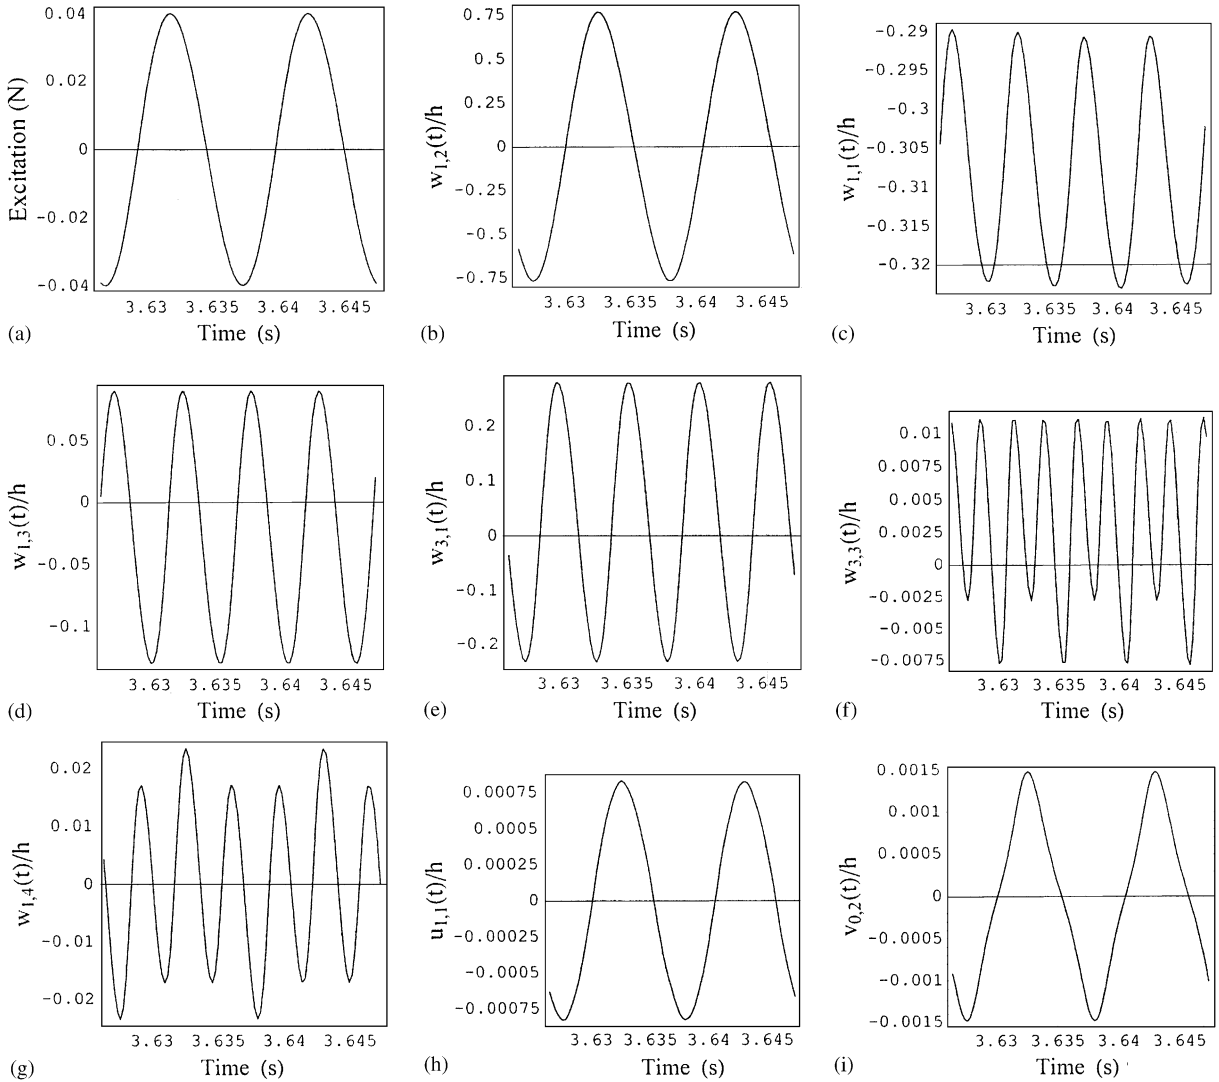 0.04
0.02
0
-0.02
-0.04
Excitation (N)
3.63 3.635 3.64 3.645
(a) Time (s)
0.75
0.5
0.25
0
-0.25
-0.5
-0.75
w1,2(t)/h
3.63 3.635 3.64 3.645
(b) Time (s)
-0.29
-0.295
-0.3
-0.305
-0.31
-0.315
-0.32
w1,1(t)/h
3.63 3.635 3.64 3.645
(c) Time (s)
0.05
0
-0.05
-0.1
w1,3(t)/h
3.63 3.635 3.64 3.645
(d) Time (s)
0.2
0.1
0
-0.1
-0.2
w3,1(t)/h
3.63 3.635 3.64 3.645
(e) Time (s)
0.01
0.0075
0.005
0.0025
0
-0.0025
-0.005
-0.0075
w3,3(t)/h
3.63 3.635 3.64 3.645
(f) Time (s)
0.02
0.01
0
-0.01
-0.02
w1,4(t)/h
3.63 3.635 3.64 3.645
(g) Time (s)
0.00075
0.0005
0.00025
0
-0.00025
-0.0005
-0.00075
u1,1(t)/h
3.63 3.635 3.64 3.645
(h) Time (s)
0.0015
0.001
0.0005
0
-0.0005
-0.001
-0.0015
v0,2(t)/h
3.63 3.635 3.64 3.645
(i) Time (s)